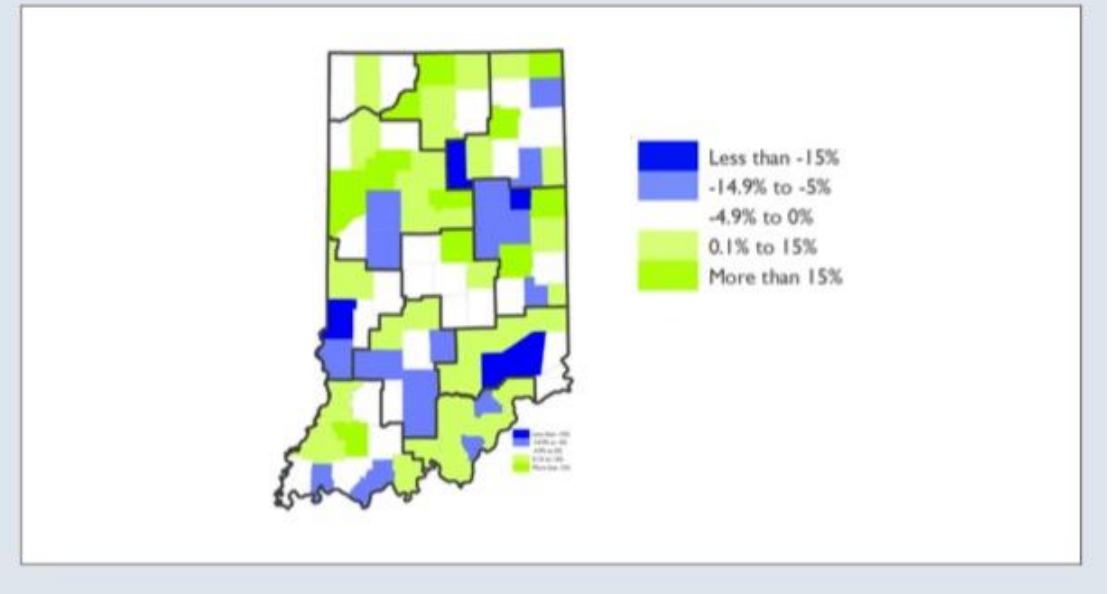 Less than -15%
-14.9% to -5%
-4.9% to 0%
0.1% to 15%
More than 15%